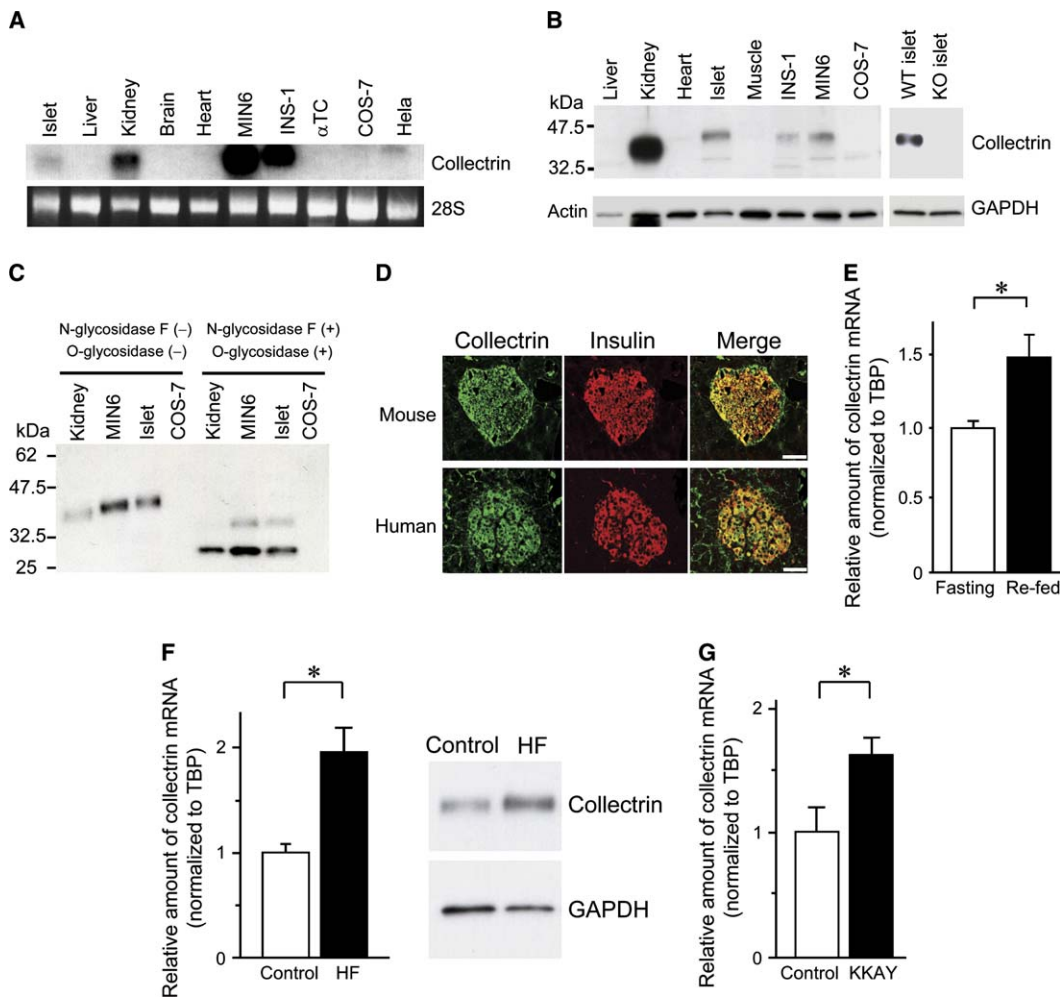 A
Islet
Liver
Kidney
Brain
Heart
MIN6
INS-1
αTC
COS-7
Hela
Collectrin
28S
B
Liver
Kidney
Heart
Islet
Muscle
INS-1
MIN6
COS-7
WT islet
KO islet
kDa
47.5
32.5
Collectrin
Actin
GAPDH
C
N-glycosidase F (–) N-glycosidase F (+)
O-glycosidase (–) O-glycosidase (+)
Kidney
MIN6
Islet
COS-7
Kidney
MIN6
Islet
COS-7
kDa
62
47.5
32.5
25
D
Collectrin Insulin Merge
Mouse
Human
E
Relative amount of collectrin mRNA
(normalized to TBP)
*
1.5
1.0
0.5
0
Fasting Re-fed
F
Relative amount of collectrin mRNA
(normalized to TBP)
*
2
1
0
Control HF
Control HF
Collectrin
GAPDH
G
Relative amount of collectrin mRNA
(normalized to TBP)
*
2
1
0
Control KKAY